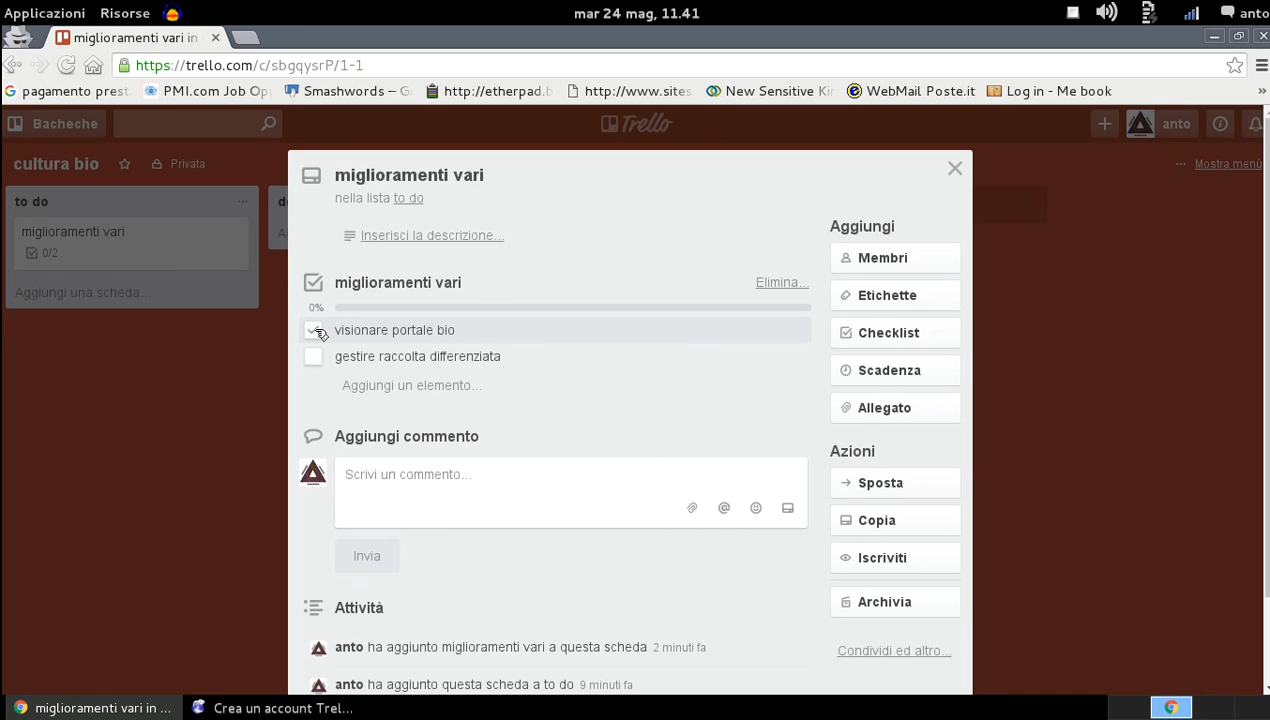 Applicazioni Risorse mar 24 mag, 11.41 anto
miglioramenti vari in
https://trello.com/c/sbgqysrP/1-1
pagamento prest PMI.com Job Op Smashwords – G http://etherpad.b http://www.sites New Sensitive Kir WebMail Poste.it Log in - Me book »
Bacheche Trello anto
cultura bio Privata ... Mostra menù
to do ...
miglioramenti vari
0/2
Aggiungi una scheda...
miglioramenti vari
nella lista to do
Inserisci la descrizione...
miglioramenti vari Elimina...
0%
visionare portale bio
gestire raccolta differenziata
Aggiungi un elemento...
Aggiungi commento
Scrivi un commento...
Invia
Attività
anto ha aggiunto miglioramenti vari a questa scheda 2 minuti fa
anto ha aggiunto questa scheda a to do 9 minuti fa
Aggiungi
Membri
Etichette
Checklist
Scadenza
Allegato
Azioni
Sposta
Copia
Iscriviti
Archivia
Condividi ed altro...
miglioramenti vari in ... Crea un account Trel...